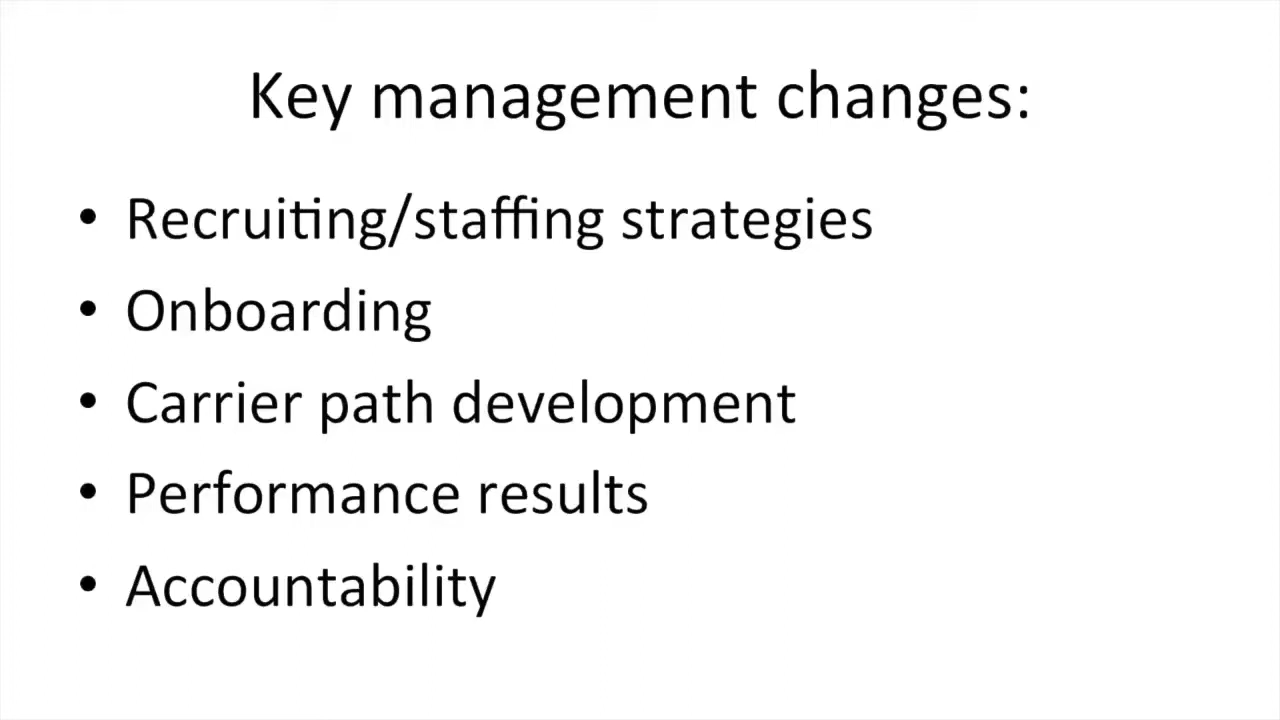 Key management changes:
• Recruiting/staffing strategies
• Onboarding
• Carrier path development
• Performance results
• Accountability